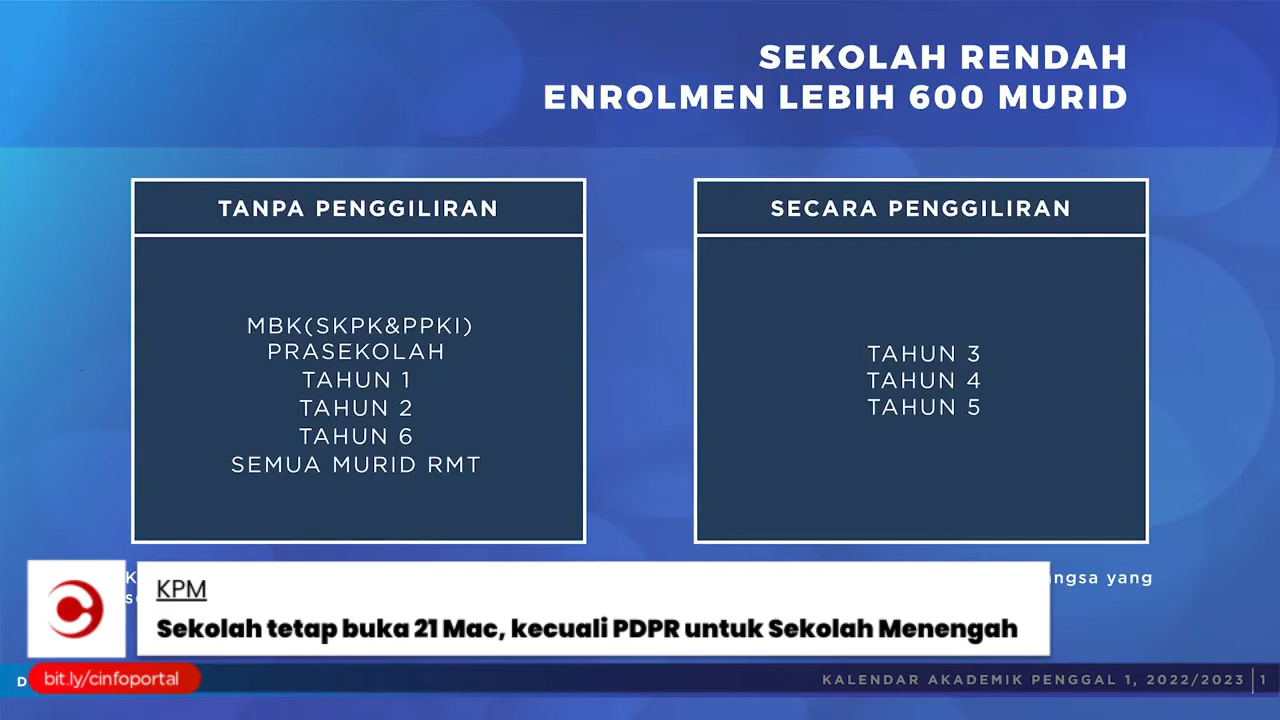 SEKOLAH RENDAH
ENROLMEN LEBIH 600 MURID
TANPA PENGGILIRAN
MBK(SKPK&PPKI)
PRASEKOLAH
TAHUN 1
TAHUN 2
TAHUN 6
SEMUA MURID RMT
SECARA PENGGILIRAN
TAHUN 3
TAHUN 4
TAHUN 5
yang
KPM
Sekolah tetap buka 21 Mac, kecuali PDPR untuk Sekolah Menengah
bit.ly/cinfoportal
KALENDAR AKADEMIK PENGGAL 1, 2022/2023 1